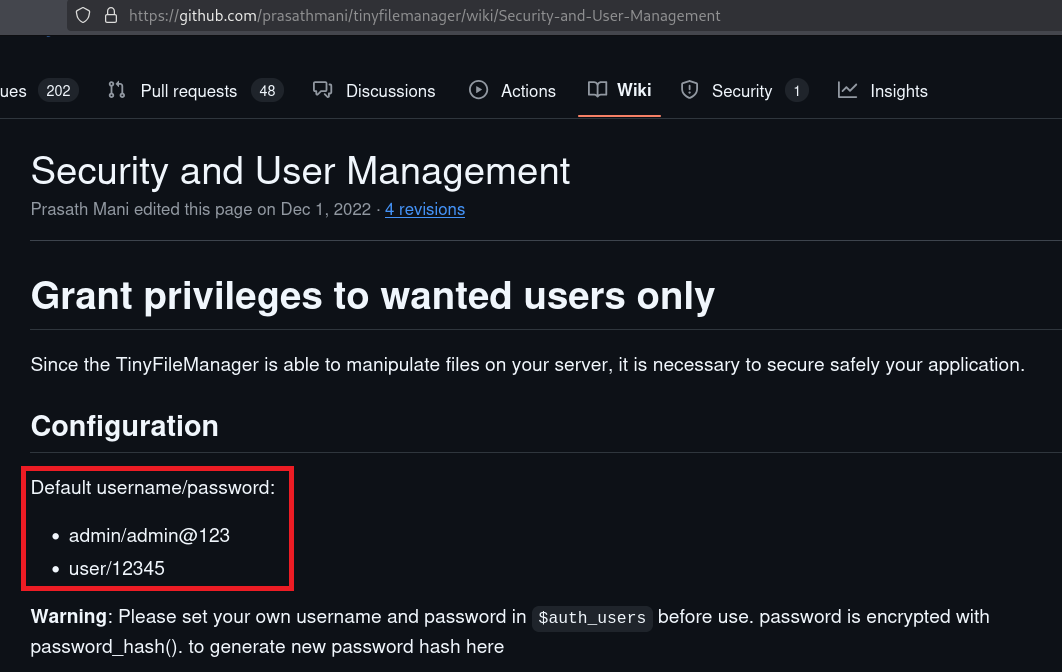 https://github.com/prasathmani/tinyfilemanager/wiki/Security-and-User-Management
ues 202 Pull requests 48 Discussions Actions Wiki Security 1 Insights
Security and User Management
Prasath Mani edited this page on Dec 1, 2022 · 4 revisions
Grant privileges to wanted users only
Since the TinyFileManager is able to manipulate files on your server, it is necessary to secure safely your application.
Configuration
Default username/password:
• admin/admin@123
• user/12345
Warning: Please set your own username and password in $auth_users before use. password is encrypted with
password_hash(). to generate new password hash here